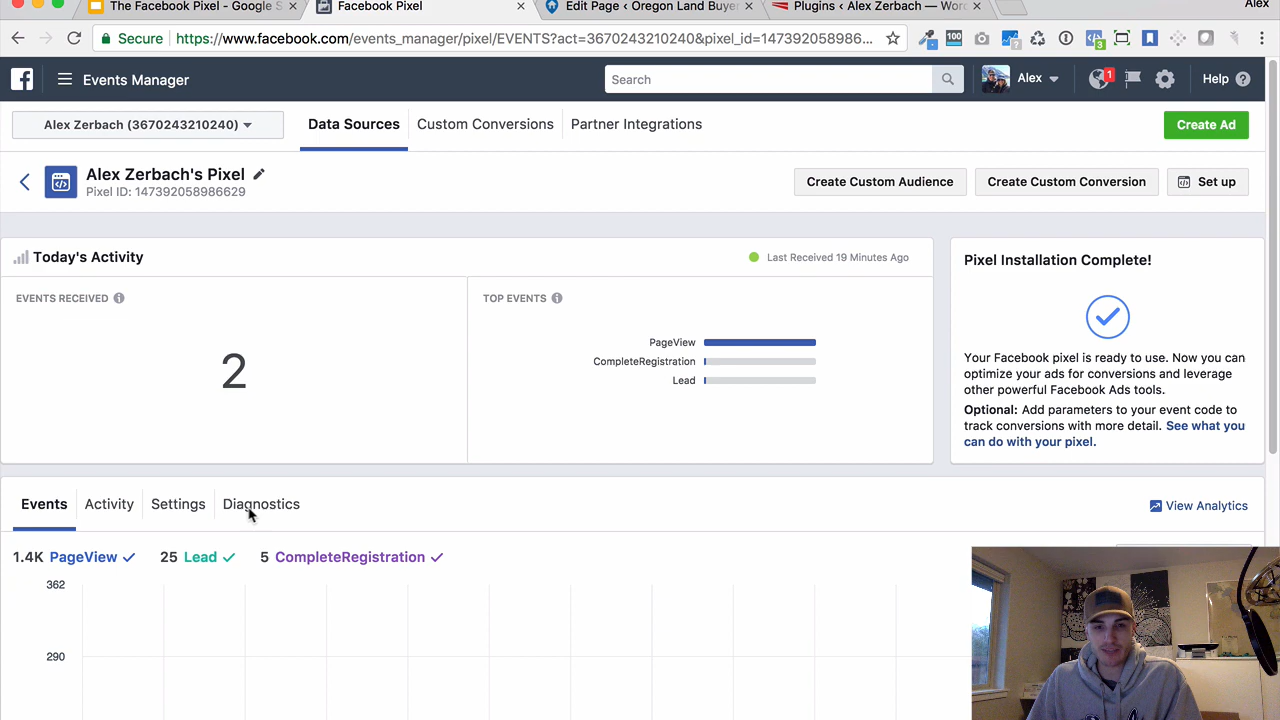 The Facebook Pixel - Google S
Facebook Pixel
Edit Page ‹ Oregon Land Buyer
Plugins ‹ Alex Zerbach — Word
Alex
Secure
https://www.facebook.com/events_manager/pixel/EVENTS?act=3670243210240&pixel_id=147392058986...
100
3
Events Manager
Search
Alex
1
Help
Alex Zerbach (3670243210240)
Data Sources
Custom Conversions
Partner Integrations
Create Ad
Alex Zerbach's Pixel
Pixel ID: 147392058986629
Create Custom Audience
Create Custom Conversion
Set up
Today's Activity
Last Received 19 Minutes Ago
EVENTS RECEIVED
2
TOP EVENTS
PageView
CompleteRegistration
Lead
Pixel Installation Complete!
Your Facebook pixel is ready to use. Now you can
optimize your ads for conversions and leverage
other powerful Facebook Ads tools.
Optional: Add parameters to your event code to
track conversions with more detail. See what you
can do with your pixel.
Events
Activity
Settings
Diagnostics
View Analytics
1.4K PageView
25 Lead
5 CompleteRegistration
362
290